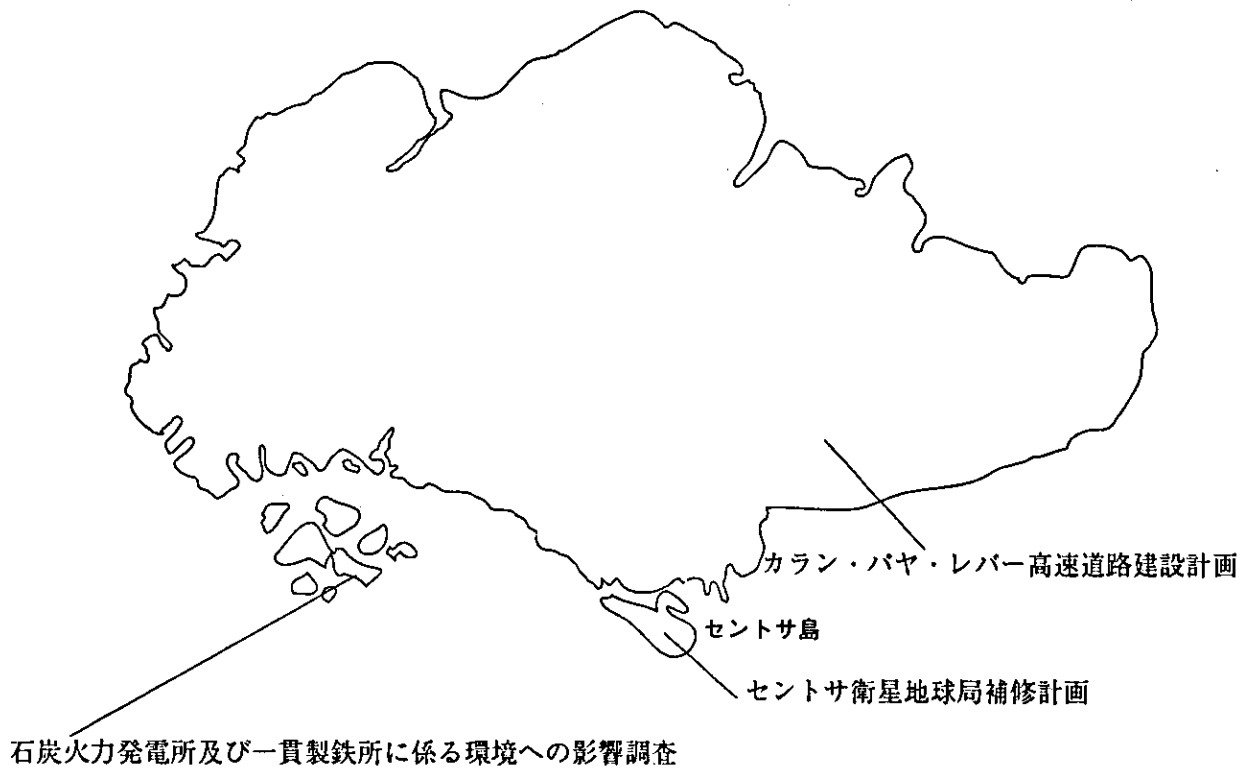 カラン・パヤ・レバー高速道路建設計画
セントサ島
セントサ衛星地球局補修計画
石炭火力発電所及び一貫製鉄所に係る環境への影響調査